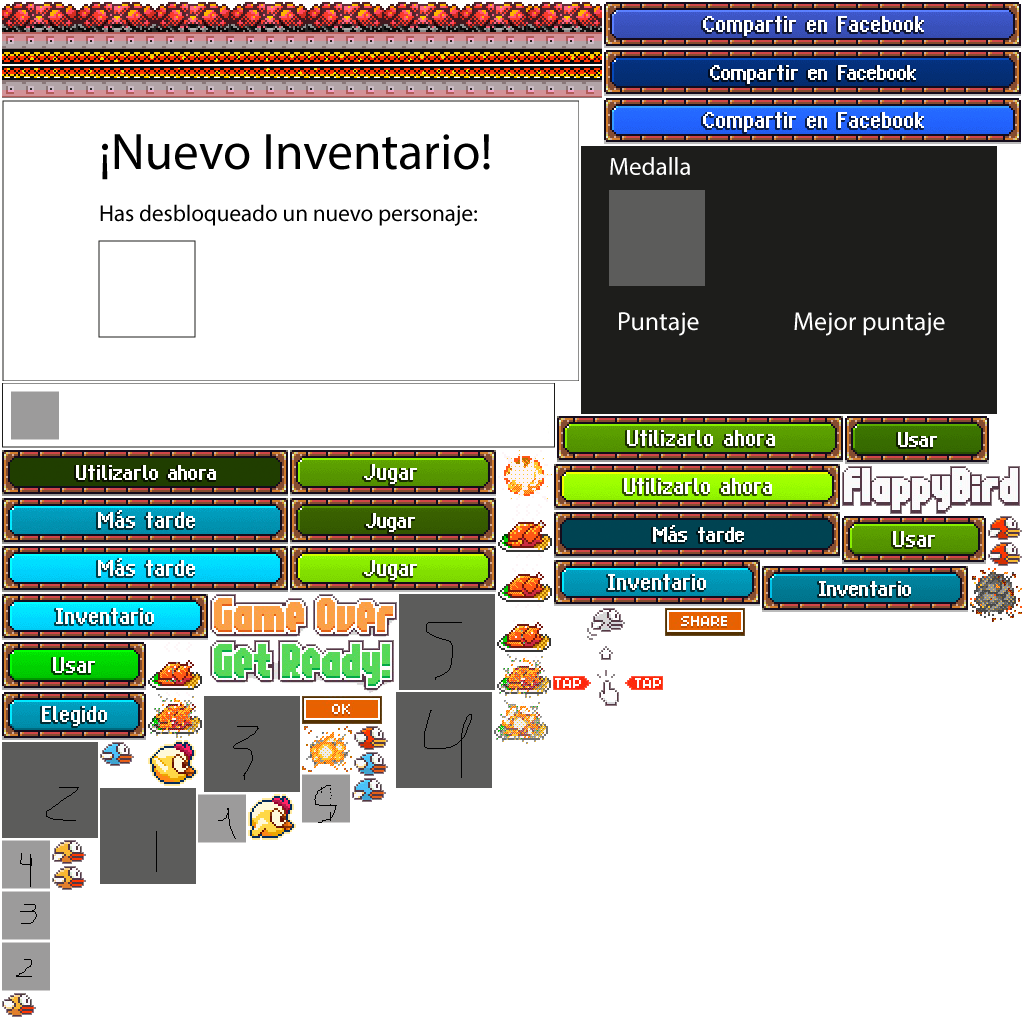 Compartir en Facebook
Compartir en Facebook
Compartir en Facebook
¡Nuevo Inventario!
Has desbloqueado un nuevo personaje:
Medalla
Puntaje
Mejor puntaje
Utilizarlo ahora
Usar
Utilizarlo ahora
Jugar
Utilizarlo ahora
FlappyBird
Más tarde
Jugar
Más tarde
Usar
Más tarde
Jugar
Inventario
Inventario
Inventario
Game Over
5
SHARE
Usar
Get Ready!
TAP
TAP
Elegido
OK
3
4
2
1
1
5
4
3
2